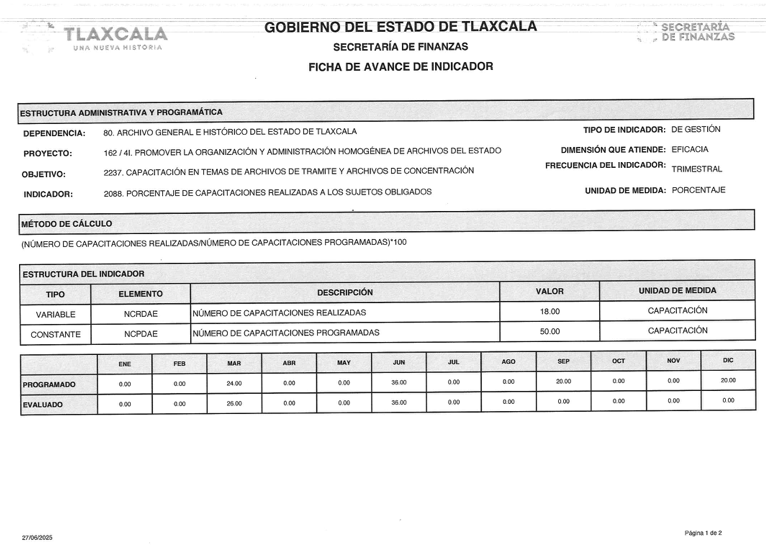 TLAXCALA
UNA NUEVA HISTORIA
GOBIERNO DEL ESTADO DE TLAXCALA
SECRETARÍA DE FINANZAS
FICHA DE AVANCE DE INDICADOR
SECRETARÍA
DE FINANZAS
ESTRUCTURA ADMINISTRATIVA Y PROGRAMÁTICA
DEPENDENCIA: 80. ARCHIVO GENERAL E HISTÓRICO DEL ESTADO DE TLAXCALA TIPO DE INDICADOR: DE GESTIÓN
PROYECTO: 162 / 4I. PROMOVER LA ORGANIZACIÓN Y ADMINISTRACIÓN HOMOGÉNEA DE ARCHIVOS DEL ESTADO DIMENSIÓN QUE ATIENDE: EFICACIA
OBJETIVO: 2237. CAPACITACIÓN EN TEMAS DE ARCHIVOS DE TRAMITE Y ARCHIVOS DE CONCENTRACIÓN FRECUENCIA DEL INDICADOR: TRIMESTRAL
INDICADOR: 2088. PORCENTAJE DE CAPACITACIONES REALIZADAS A LOS SUJETOS OBLIGADOS UNIDAD DE MEDIDA: PORCENTAJE
MÉTODO DE CÁLCULO
(NÚMERO DE CAPACITACIONES REALIZADAS/NÚMERO DE CAPACITACIONES PROGRAMADAS)*100
ESTRUCTURA DEL INDICADOR
TIPO ELEMENTO DESCRIPCIÓN VALOR UNIDAD DE MEDIDA
VARIABLE NCRDAE NÚMERO DE CAPACITACIONES REALIZADAS 18.00 CAPACITACIÓN
CONSTANTE NCPDAE NÚMERO DE CAPACITACIONES PROGRAMADAS 50.00 CAPACITACIÓN
ENE FEB MAR ABR MAY JUN JUL AGO SEP OCT NOV DIC
PROGRAMADO 0.00 0.00 24.00 0.00 0.00 36.00 0.00 0.00 20.00 0.00 0.00 20.00
EVALUADO 0.00 0.00 26.00 0.00 0.00 36.00 0.00 0.00 0.00 0.00 0.00 0.00
27/06/2025
Página 1 de 2